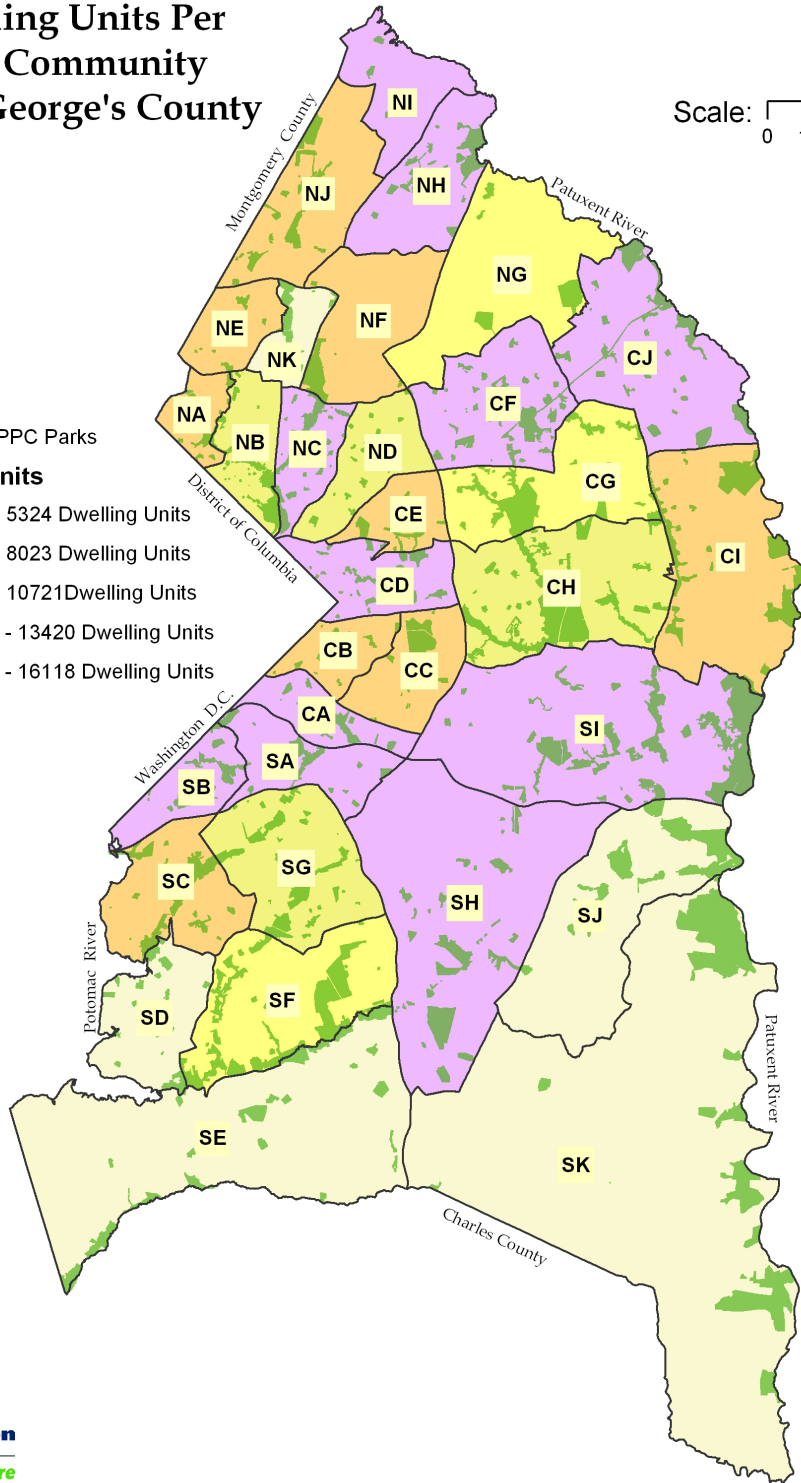 ling Units Per
Community
George's County
Scale:
0
Montgomery County
Patuxent River
NI
NH
NJ
NG
NF
NE
NK
CJ
CF
NA
NB
NC
ND
CG
CE
CI
CD
CH
CB
CC
PPC Parks
nits
5324 Dwelling Units
8023 Dwelling Units
10721Dwelling Units
- 13420 Dwelling Units
- 16118 Dwelling Units
District of Columbia
Washington D.C.
CA
SI
SA
SB
SC
SG
SH
SJ
Potomac River
SD
SF
Patuxent River
SE
SK
Charles County
on
re